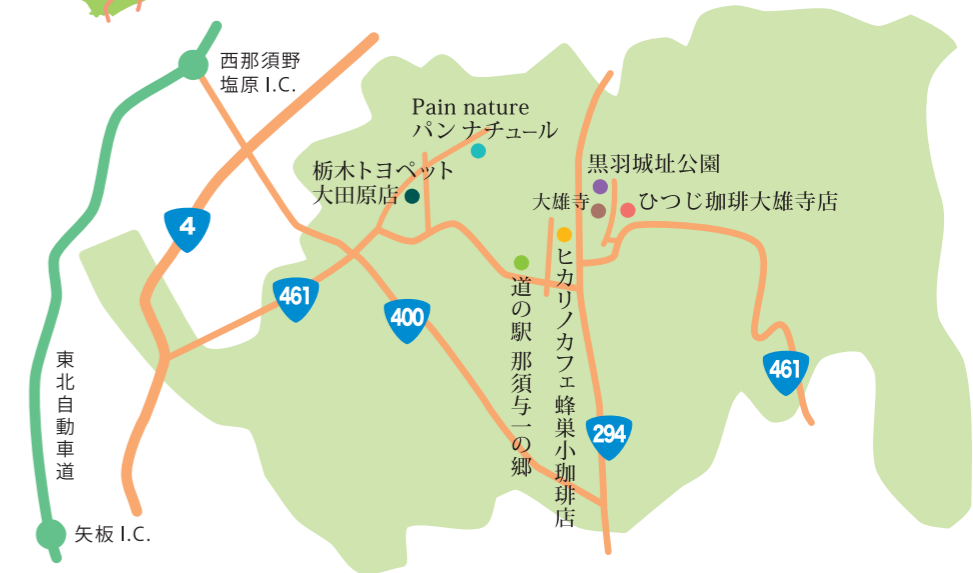 西那須野
塩原 I.C.
Pain nature
パン ナチュール
栃木トヨペット
大田原店
黒羽城址公園
大雄寺
ひつじ珈琲大雄寺店
4
461
400
道の駅 那須与一の郷
ヒカリノカフェ 蜂巣小珈琲店
461
294
東北自動車道
矢板 I.C.